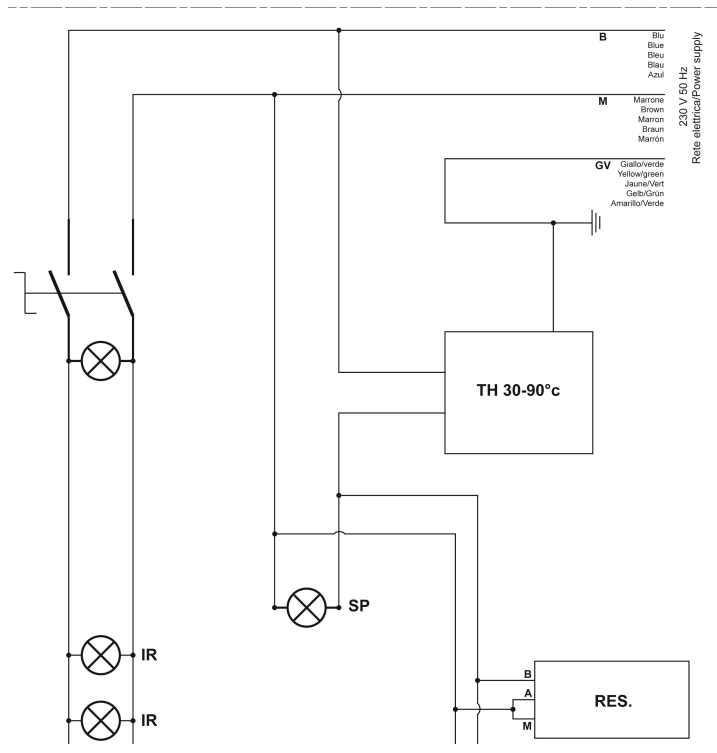 B
Blu
Blue
Bleu
Blau
Azul
M
Marrone
Brown
Marron
Braun
Marrón
GV
Giallo/verde
Yellow/green
Jaune/Vert
Gelb/Grün
Amarillo/Verde
230 V 50 Hz
Rete elettrica/Power supply
TH 30-90°c
SP
IR
IR
B
A
M
RES.